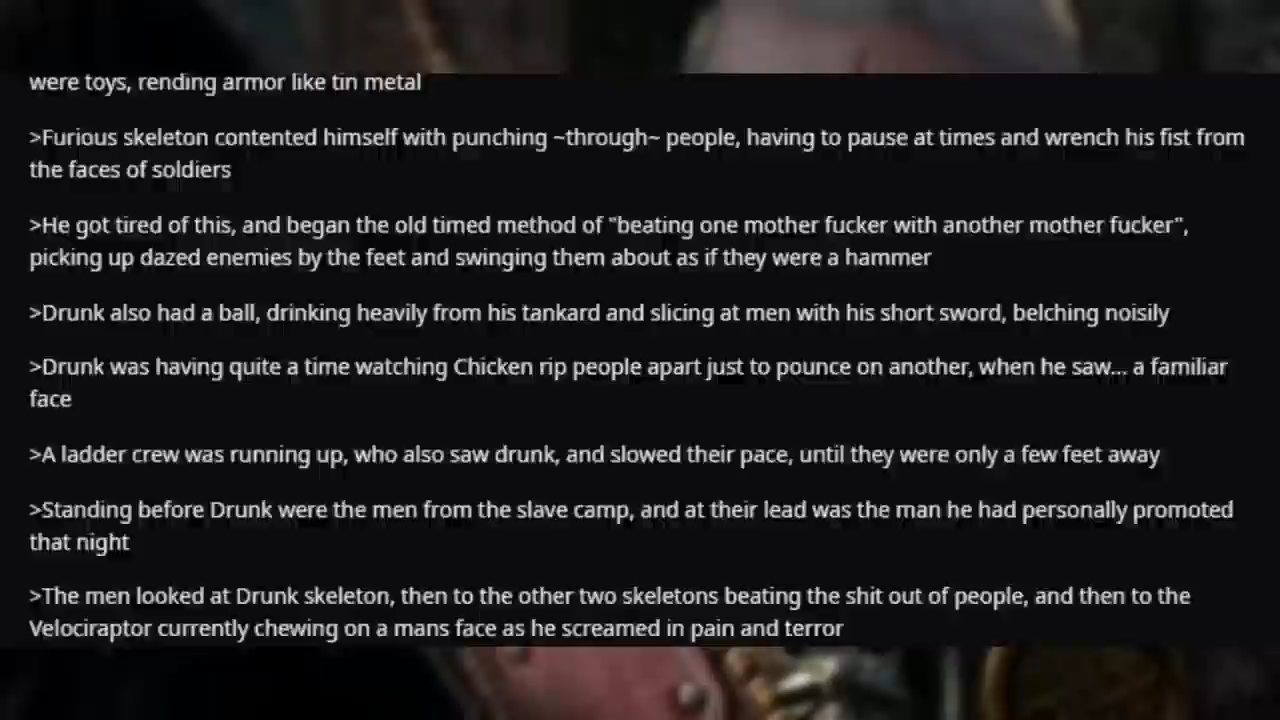 were toys, rending armor like tin metal
>Furious skeleton contented himself with punching ~through~ people, having to pause at times and wrench his fist from
the faces of soldiers
>He got tired of this, and began the old timed method of "beating one mother fucker with another mother fucker",
picking up dazed enemies by the feet and swinging them about as if they were a hammer
>Drunk also had a ball, drinking heavily from his tankard and slicing at men with his short sword, belching noisily
>Drunk was having quite a time watching Chicken rip people apart just to pounce on another, when he saw... a familiar
face
>A ladder crew was running up, who also saw drunk, and slowed their pace, until they were only a few feet away
>Standing before Drunk were the men from the slave camp, and at their lead was the man he had personally promoted
that night
>The men looked at Drunk skeleton, then to the other two skeletons beating the shit out of people, and then to the
Velociraptor currently chewing on a mans face as he screamed in pain and terror